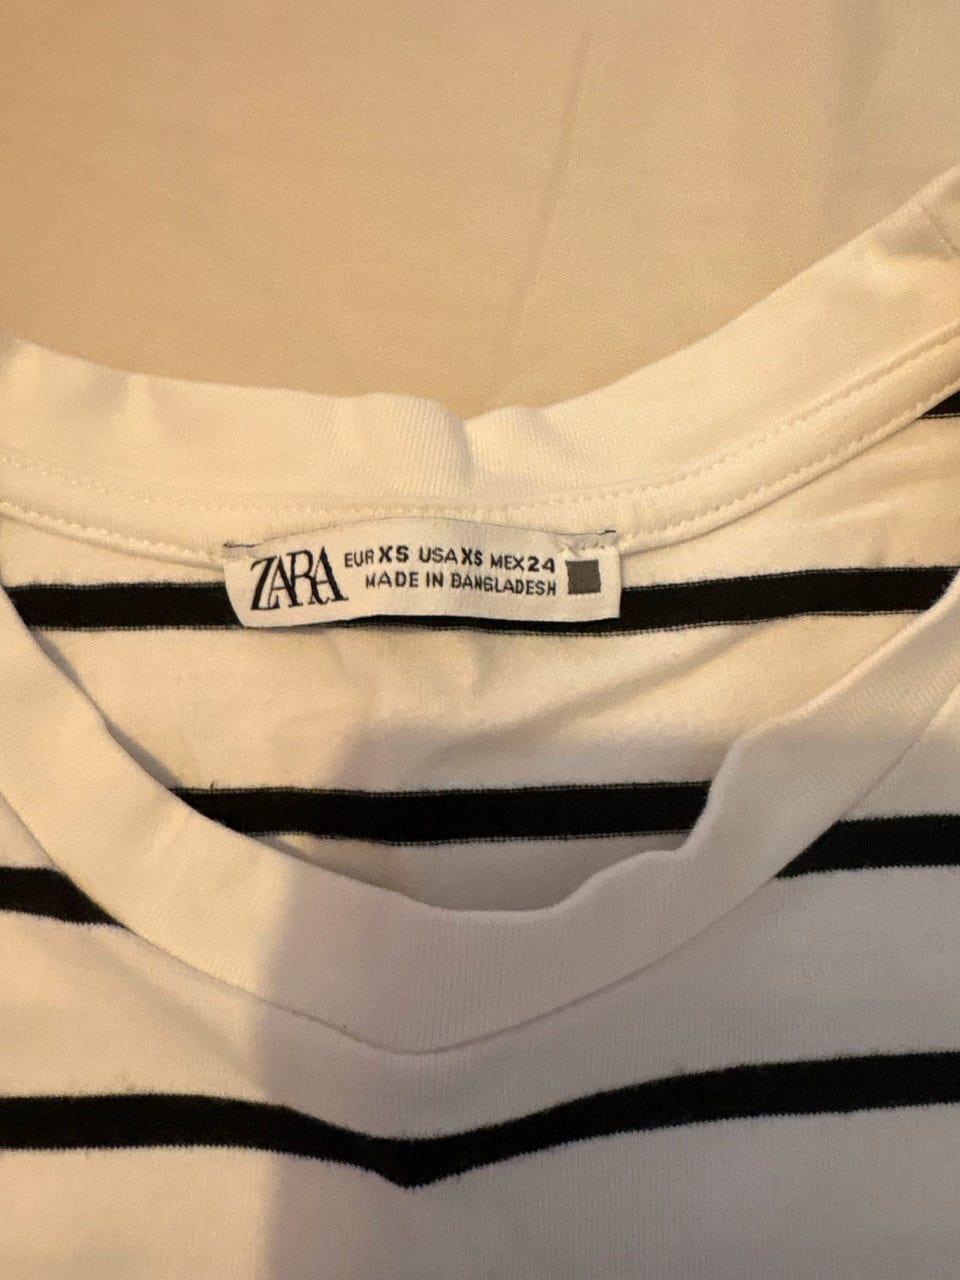 ZARA
EUR XS USA XS MEX 24
MADE IN BANGLADESH